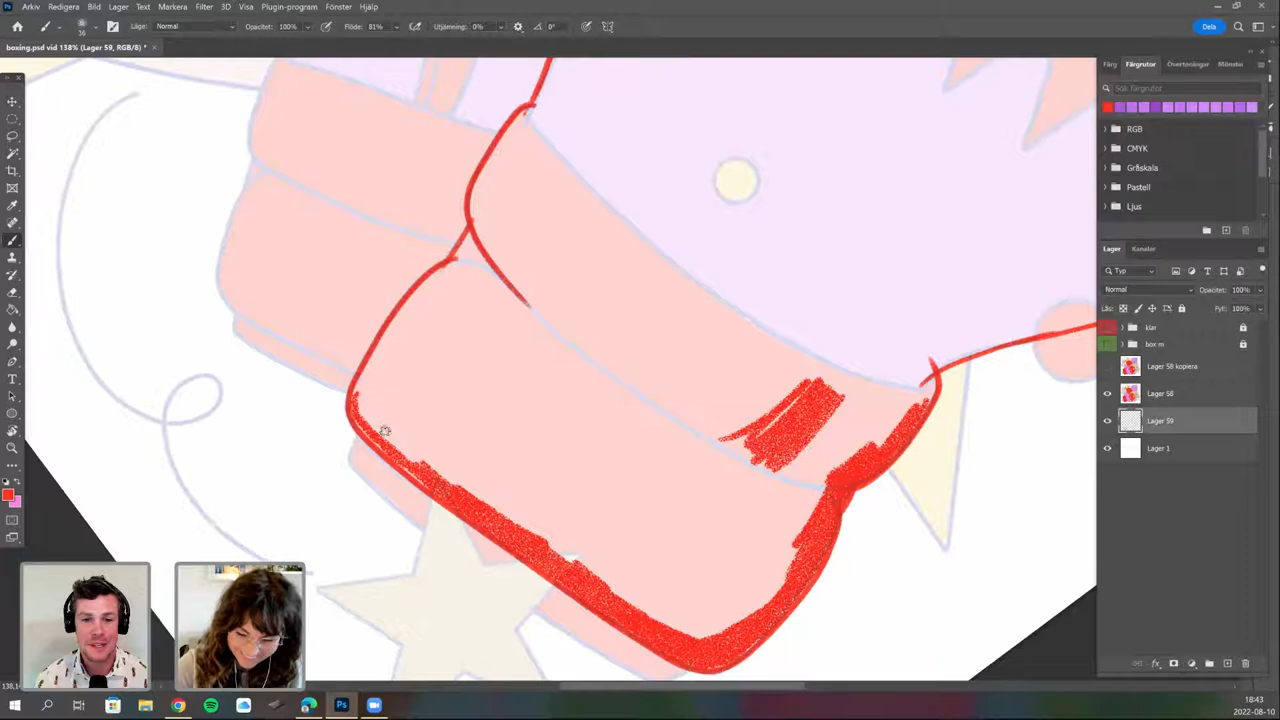 Arkiv Redigera Bild Lager Text Markera Filter 3D Visa Plugin-program Fönster Hjälp
36 Läge: Normal Opacitet: 100% Flöde: 81% Utjämning: 0% 0° Dela
boxing.psd vid 138% (Lager 59, RGB/8) *
Färg Färgrutor Övertoningar Mönster
Sök färgrutor
RGB
CMYK
Gråskala
Pastell
Ljus
Lager Kanaler
Typ
Normal Opacitet: 100%
Lås: Fyll: 100%
klar
box m
Lager 58 kopiera
Lager 58
Lager 59
Lager 1
18:43
2022-08-10